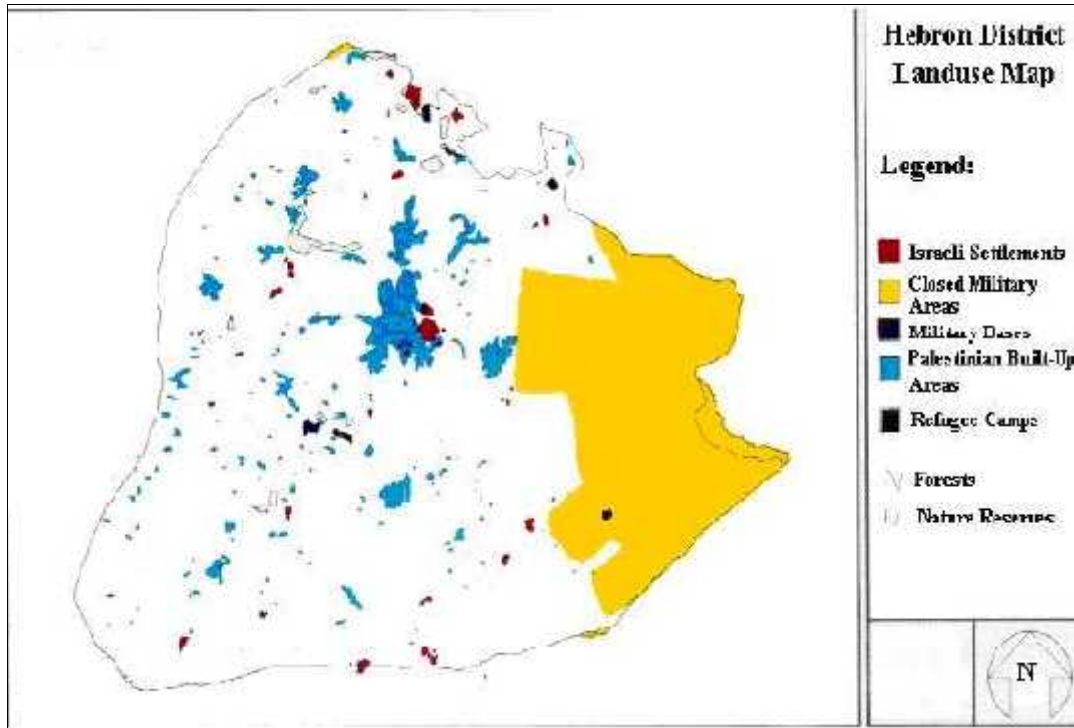 Hebron District
Landuse Map
Legend:
Israeli Settlements
Closed Military
Areas
Military Bases
Palestinian Built-Up
Areas
Refugee Camps
Forests
Nature Reserves
N